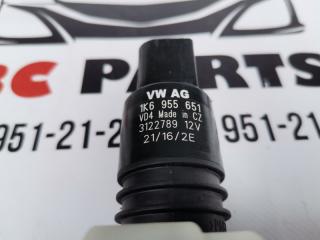 BC PARTS
VW AG
1K6 955 651
VD4 Made in CZ
3122789 12V
21/16/2E
951-21-2
951-21